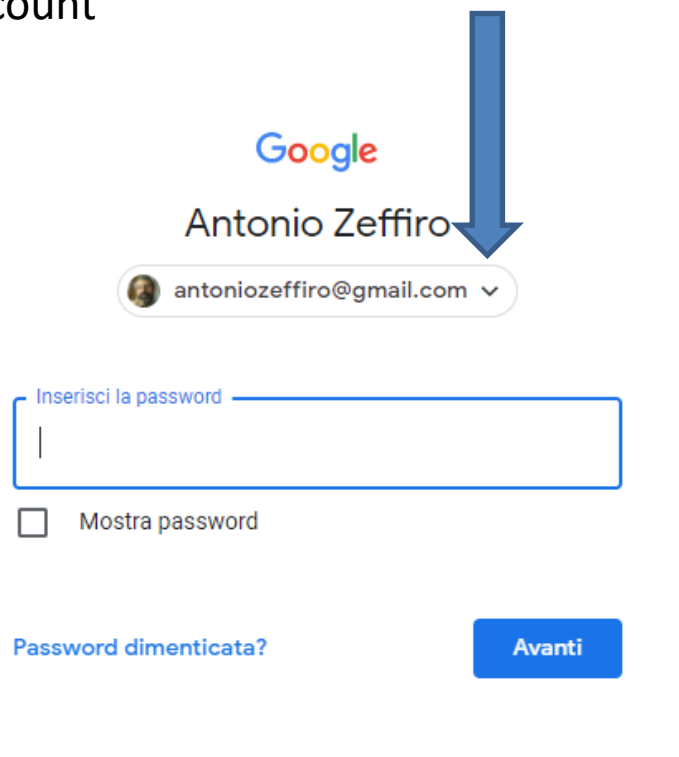 count
Google
Antonio Zeffiro
antoniozeffiro@gmail.com
Inserisci la password
Mostra password
Password dimenticata?
Avanti